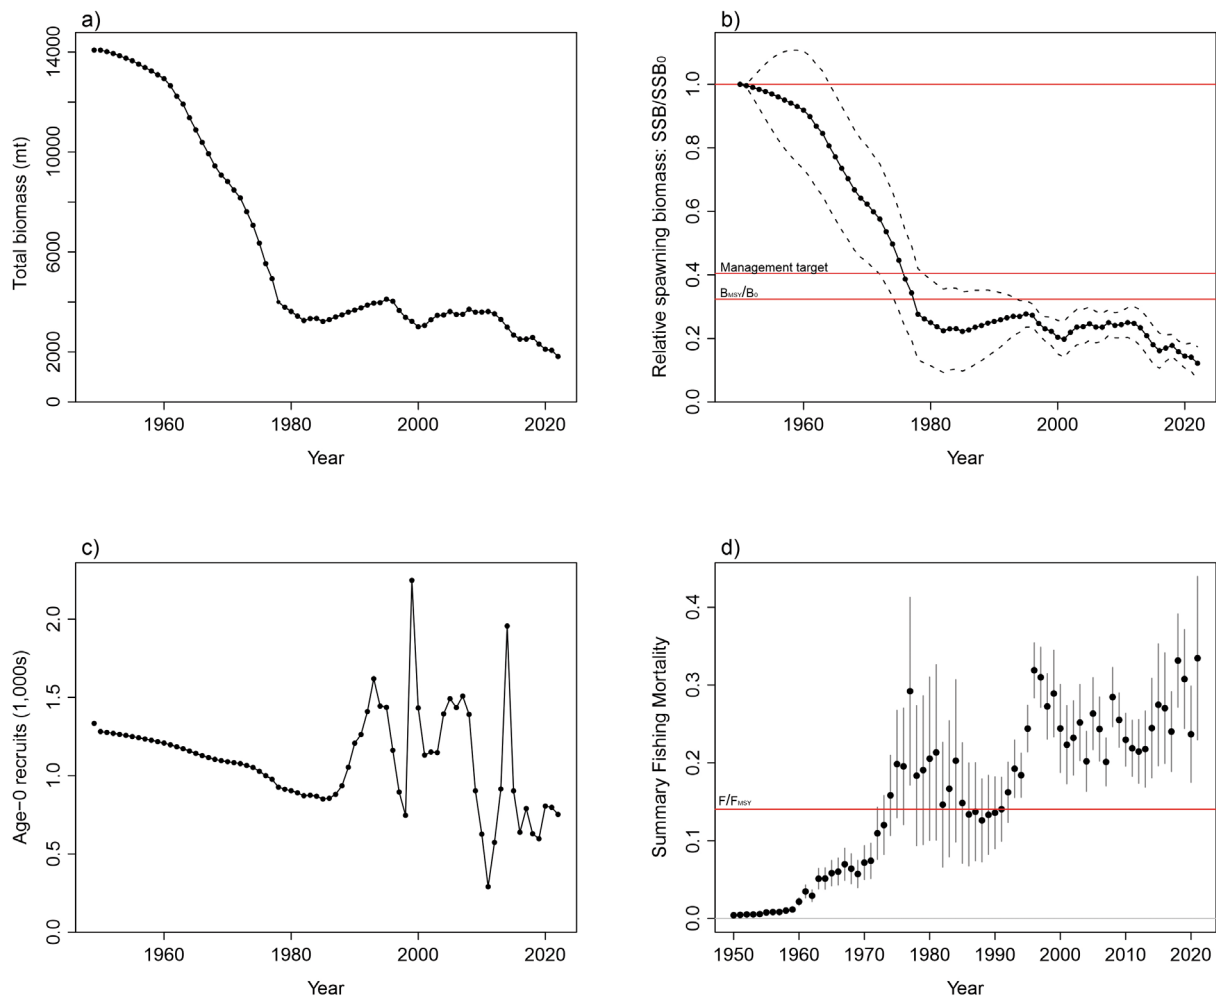 a)
Total biomass (mt)
14000
10000
6000
2000
0
1960 1980 2000 2020
Year
b)
Relative spawning biomass: SSB/SSB0
1.0
0.8
0.6
0.4
0.2
0.0
Management target
BMSY/B0
1960 1980 2000 2020
Year
c)
Age−0 recruits (1,000s)
2.0
1.5
1.0
0.5
0.0
1960 1980 2000 2020
Year
d)
Summary Fishing Mortality
0.4
0.3
0.2
0.1
0.0
F/FMSY
1950 1960 1970 1980 1990 2000 2010 2020
Year